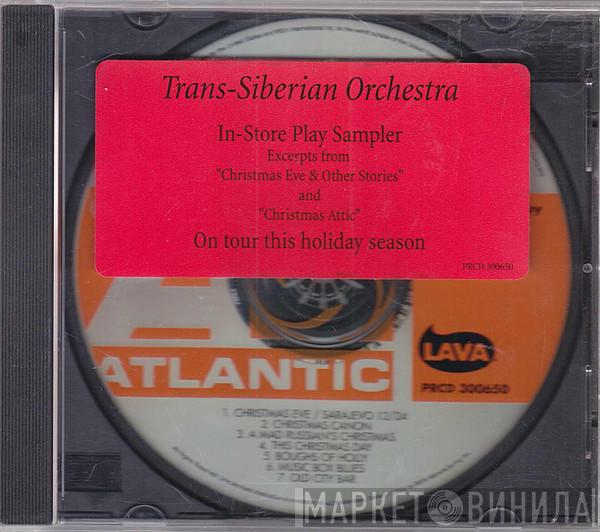 Trans-Siberian Orchestra
In-Store Play Sampler
Excerpts from
"Christmas Eve & Other Stories"
and
"Christmas Attic"
On tour this holiday season
PRCD 300650
LAVA
ATLANTIC
PRCD 300650
1. CHRISTMAS EVE / SARAJEVO 12/24
2. CHRISTMAS CANON
3. A MAD RUSSIAN'S CHRISTMAS
4. THIS CHRISTMAS DAY
5. BOUGHS OF HOLLY
6. MUSIC BOX BLUES
7. OLD CITY BAR
МАРКЕТ ВИНИЛА